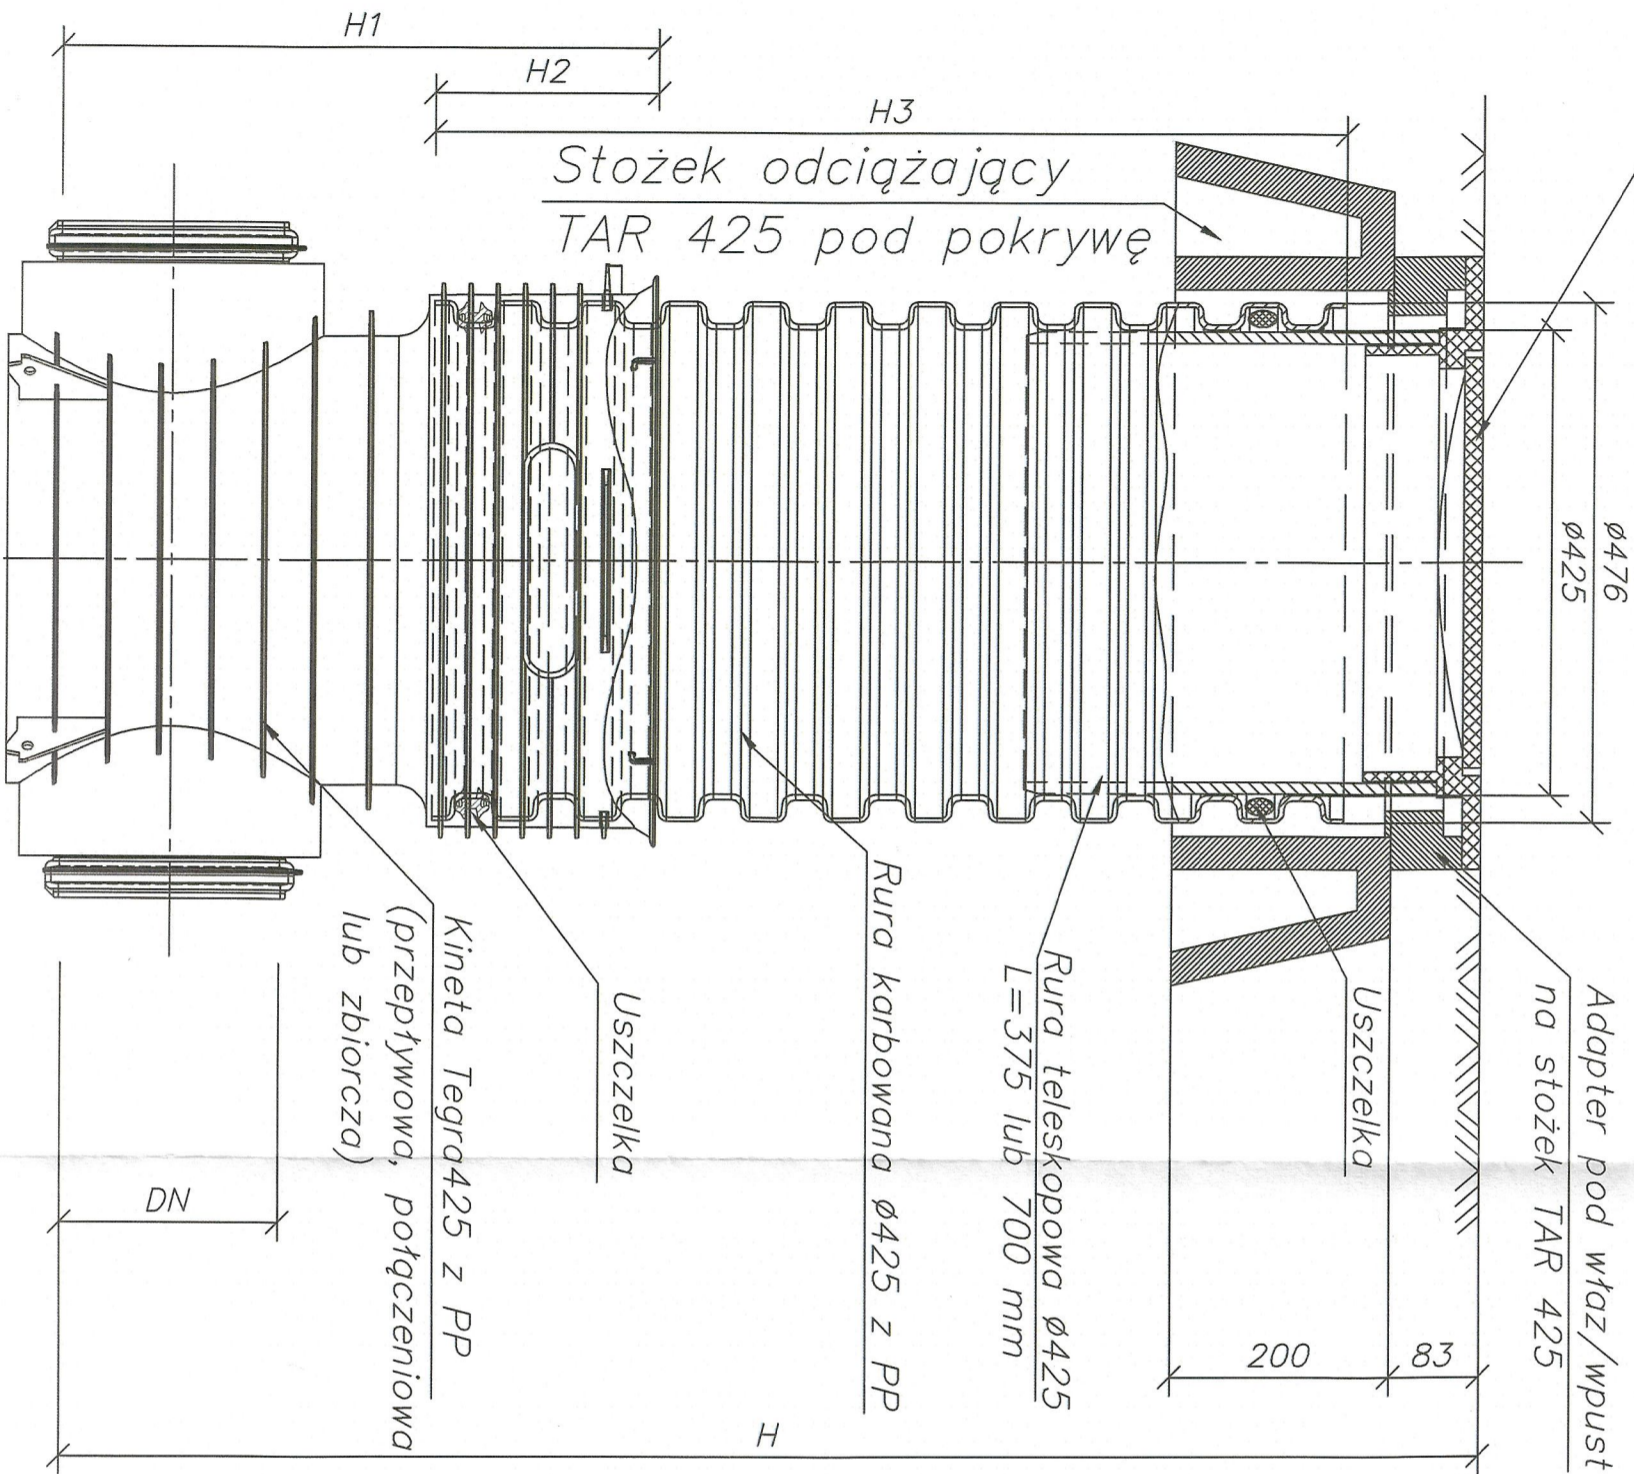 H1
H2
H3
Stożek odciążający
TAR 425 pod pokrywę
ø476
ø425
Adapter pod właz/wpust
na stożek TAR 425
Uszczelka
Rura teleskopowa ø425
L=375 lub 700 mm
Rura karbowana ø425 z PP
Uszczelka
Kineta Tegra425 z PP
(przepływowa, połączeniowa
lub zbiorcza)
DN
200
83
H